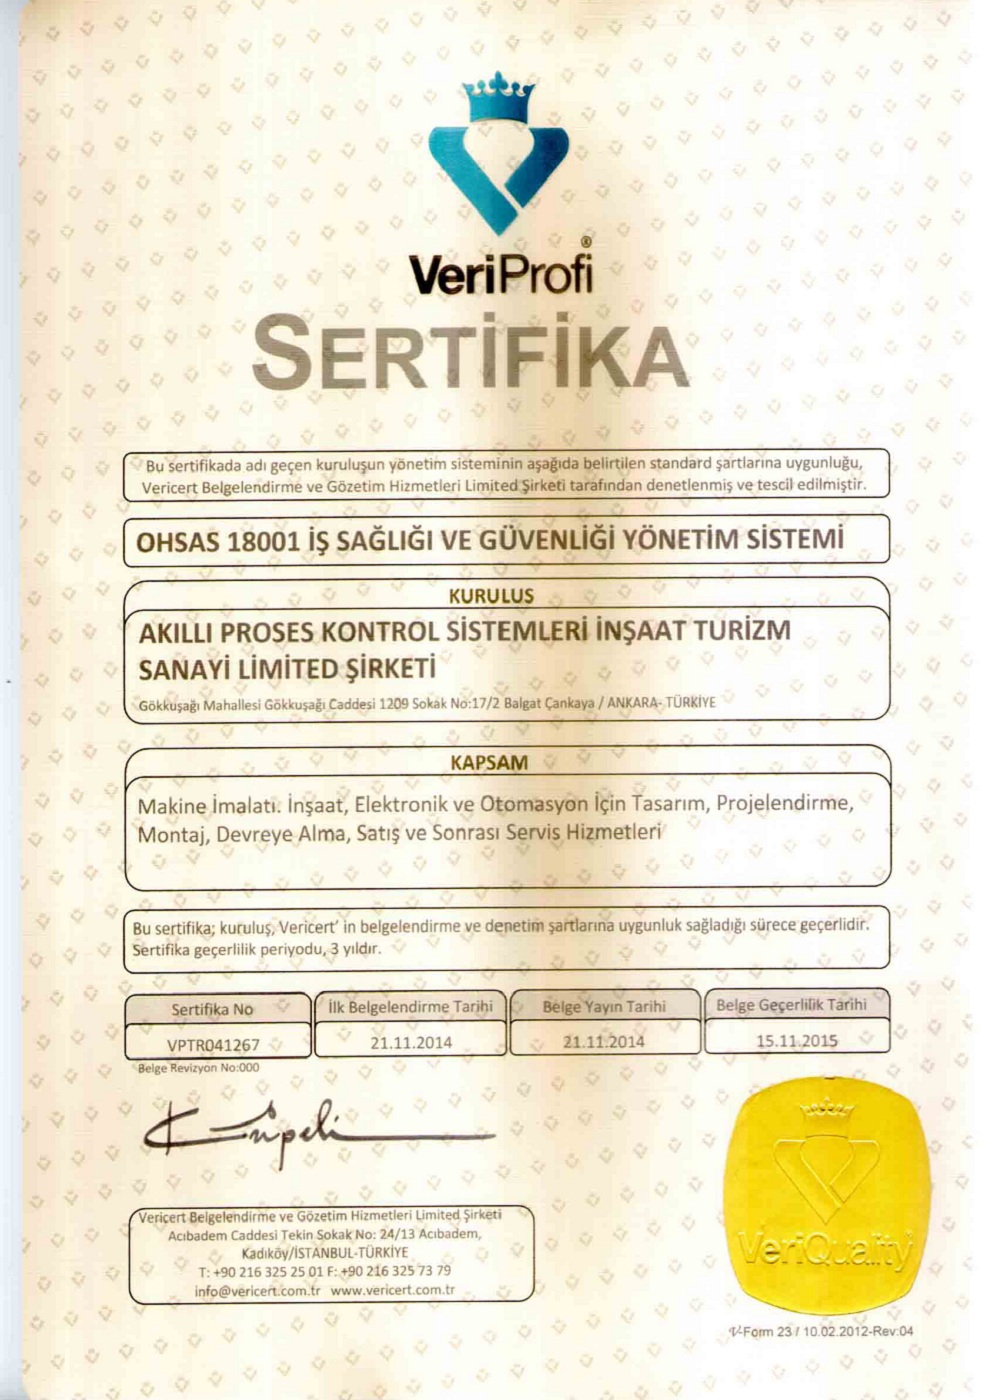 VeriProfi®
SERTİFİKA
Bu sertifikada adı geçen kuruluşun yönetim sisteminin aşağıda belirtilen standard şartlarına uygunluğu,
Vericert Belgelendirme ve Gözetim Hizmetleri Limited Şirketi tarafından denetlenmiş ve tescil edilmiştir.
OHSAS 18001 İŞ SAĞLIĞI VE GÜVENLİĞİ YÖNETİM SİSTEMİ
KURULUS
AKILLI PROSES KONTROL SİSTEMLERİ İNŞAAT TURİZM
SANAYİ LİMİTED ŞİRKETİ
Gökkuşağı Mahallesi Gökkuşağı Caddesi 1209 Sokak No:17/2 Balgat Çankaya / ANKARA- TÜRKİYE
KAPSAM
Makine İmalatı. İnşaat, Elektronik ve Otomasyon İçin Tasarım, Projelendirme,
Montaj, Devreye Alma, Satış ve Sonrası Servis Hizmetleri
Bu sertifika; kuruluş, Vericert' in belgelendirme ve denetim şartlarına uygunluk sağladığı sürece geçerlidir.
Sertifika geçerlilik periyodu, 3 yıldır.
Sertifika No İlk Belgelendirme Tarihi Belge Yayın Tarihi Belge Geçerlilik Tarihi
VPTR041267 21.11.2014 21.11.2014 15.11.2015
Belge Revizyon No:000
Vericert Belgelendirme ve Gözetim Hizmetleri Limited Şirketi
Acıbadem Caddesi Tekin Sokak No: 24/13 Acıbadem,
Kadıköy/İSTANBUL-TÜRKİYE
T: +90 216 325 25 01 F: +90 216 325 73 79
info@vericert.com.tr www.vericert.com.tr
VeriQuality
Form 23 / 10.02.2012-Rev:04